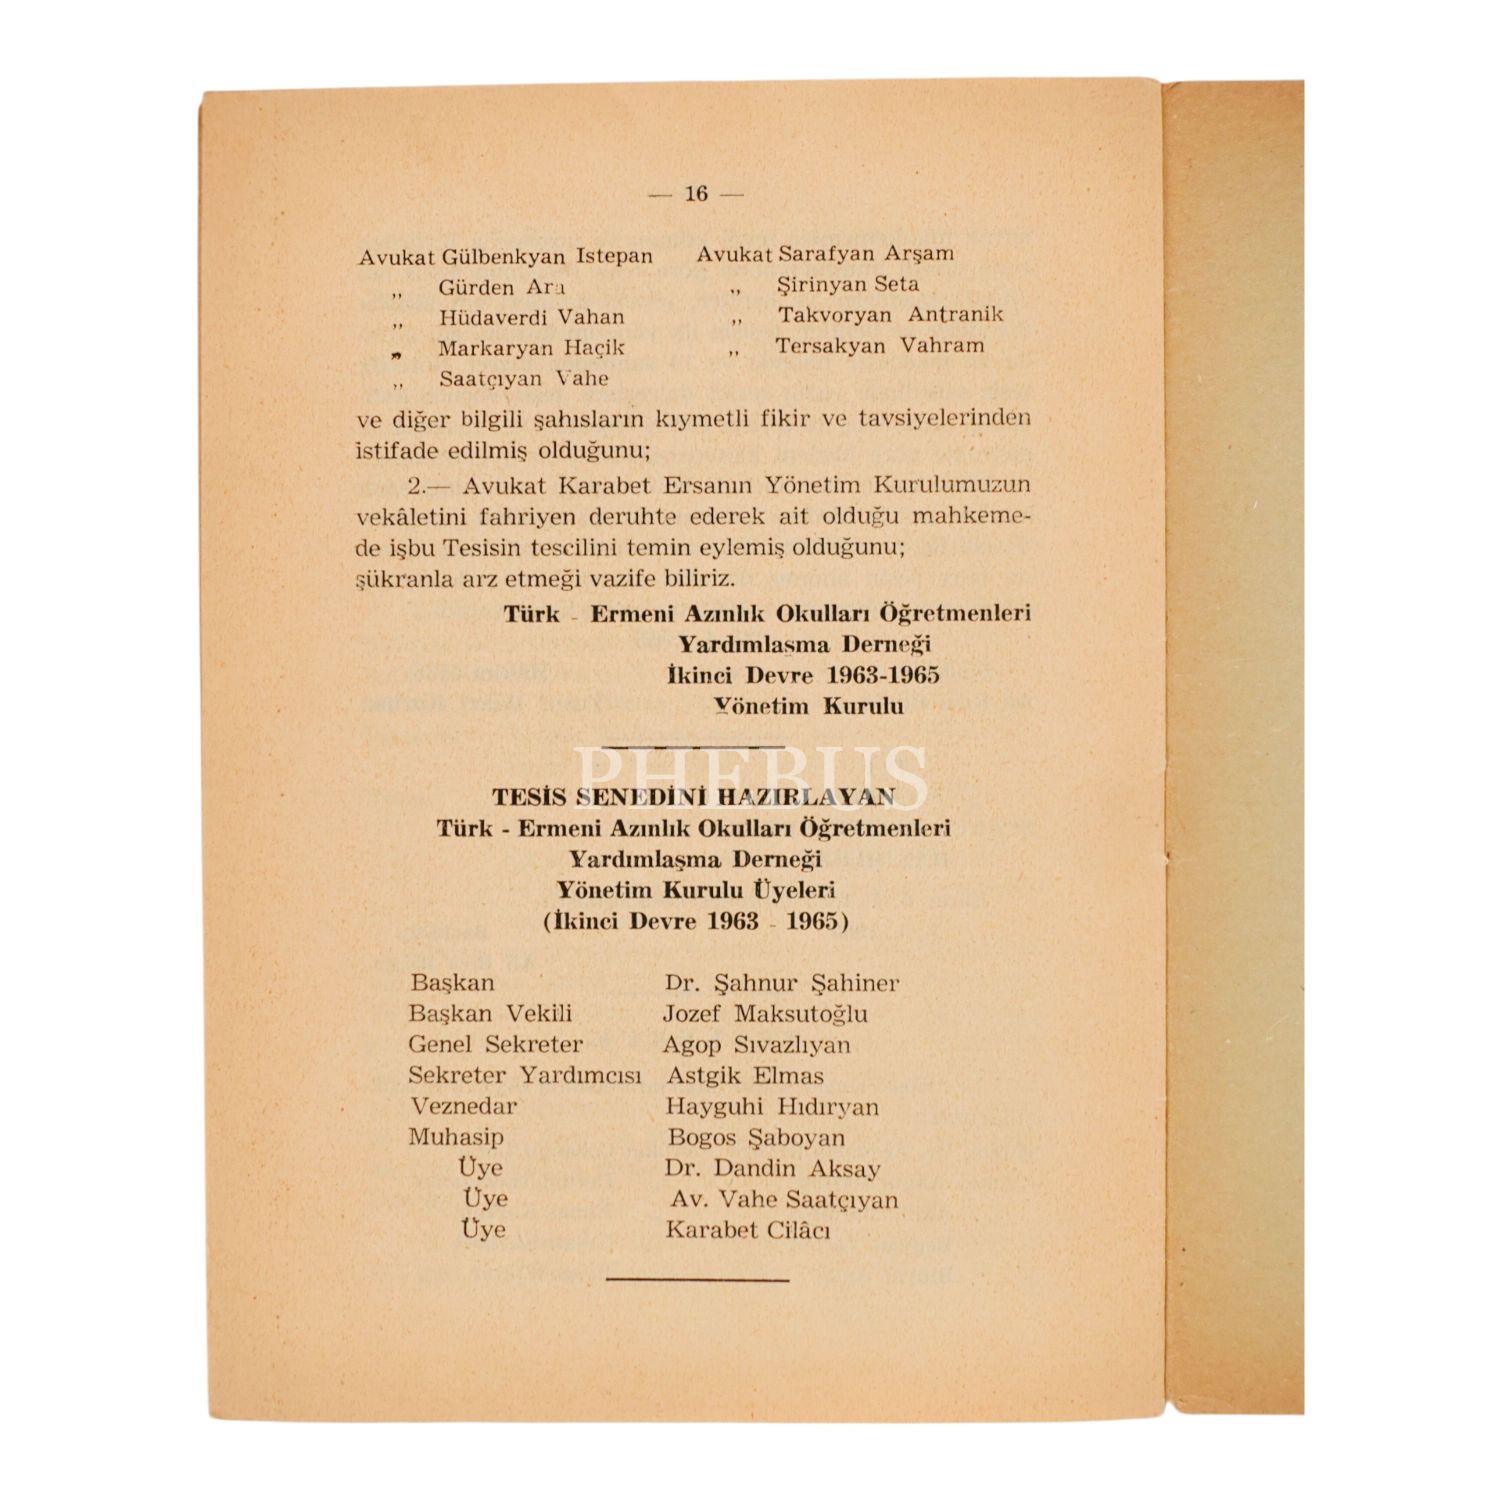 — 16 —
Avukat Gülbenkyan Istepan Avukat Sarafyan Arşam
,, Gürden Ara ,, Şirinyan Seta
,, Hüdaverdi Vahan ,, Takvoryan Antranik
,, Markaryan Haçik ,, Tersakyan Vahram
,, Saatçıyan Vahe
ve diğer bilgili şahısların kıymetli fikir ve tavsiyelerinden
istifade edilmiş olduğunu;
2.— Avukat Karabet Ersanın Yönetim Kurulumuzun
vekâletini fahriyen deruhte ederek ait olduğu mahkeme-
de işbu Tesisin tescilini temin eylemiş olduğunu;
şükranla arz etmeği vazife biliriz.
Türk - Ermeni Azınlık Okulları Öğretmenleri
Yardımlaşma Derneği
İkinci Devre 1963-1965
Yönetim Kurulu
PHEBUS
TESİS SENEDİNİ HAZIRLAYAN
Türk - Ermeni Azınlık Okulları Öğretmenleri
Yardımlaşma Derneği
Yönetim Kurulu Üyeleri
(İkinci Devre 1963 - 1965)
Başkan Dr. Şahnur Şahiner
Başkan Vekili Jozef Maksutoğlu
Genel Sekreter Agop Sıvazlıyan
Sekreter Yardımcısı Astgik Elmas
Veznedar Hayguhi Hıdıryan
Muhasip Bogos Şaboyan
Üye Dr. Dandin Aksay
Üye Av. Vahe Saatçıyan
Üye Karabet Cilâcı